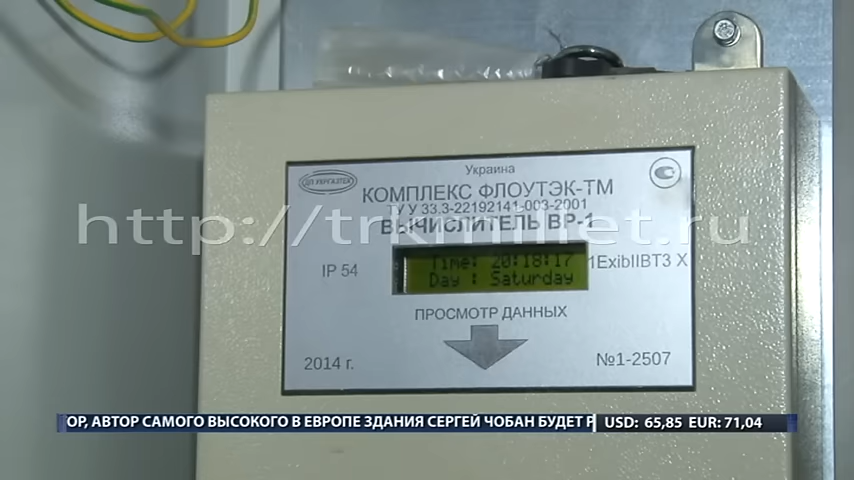 Украина
КОМПЛЕКС ФЛОУТЭК-ТМ
ТУ У 33.3-22192141-003-2001
ВЫЧИСЛИТЕЛЬ ВР-1
http://trkmillet.ru
IP 54
Time: 20:18:17
Day : Saturday
1ExibIIBT3 X
ПРОСМОТР ДАННЫХ
2014 г.
№1-2507
ОР, АВТОР САМОГО ВЫСОКОГО В ЕВРОПЕ ЗДАНИЯ СЕРГЕЙ ЧОБАН БУДЕТ Р
USD: 65,85 EUR: 71,04